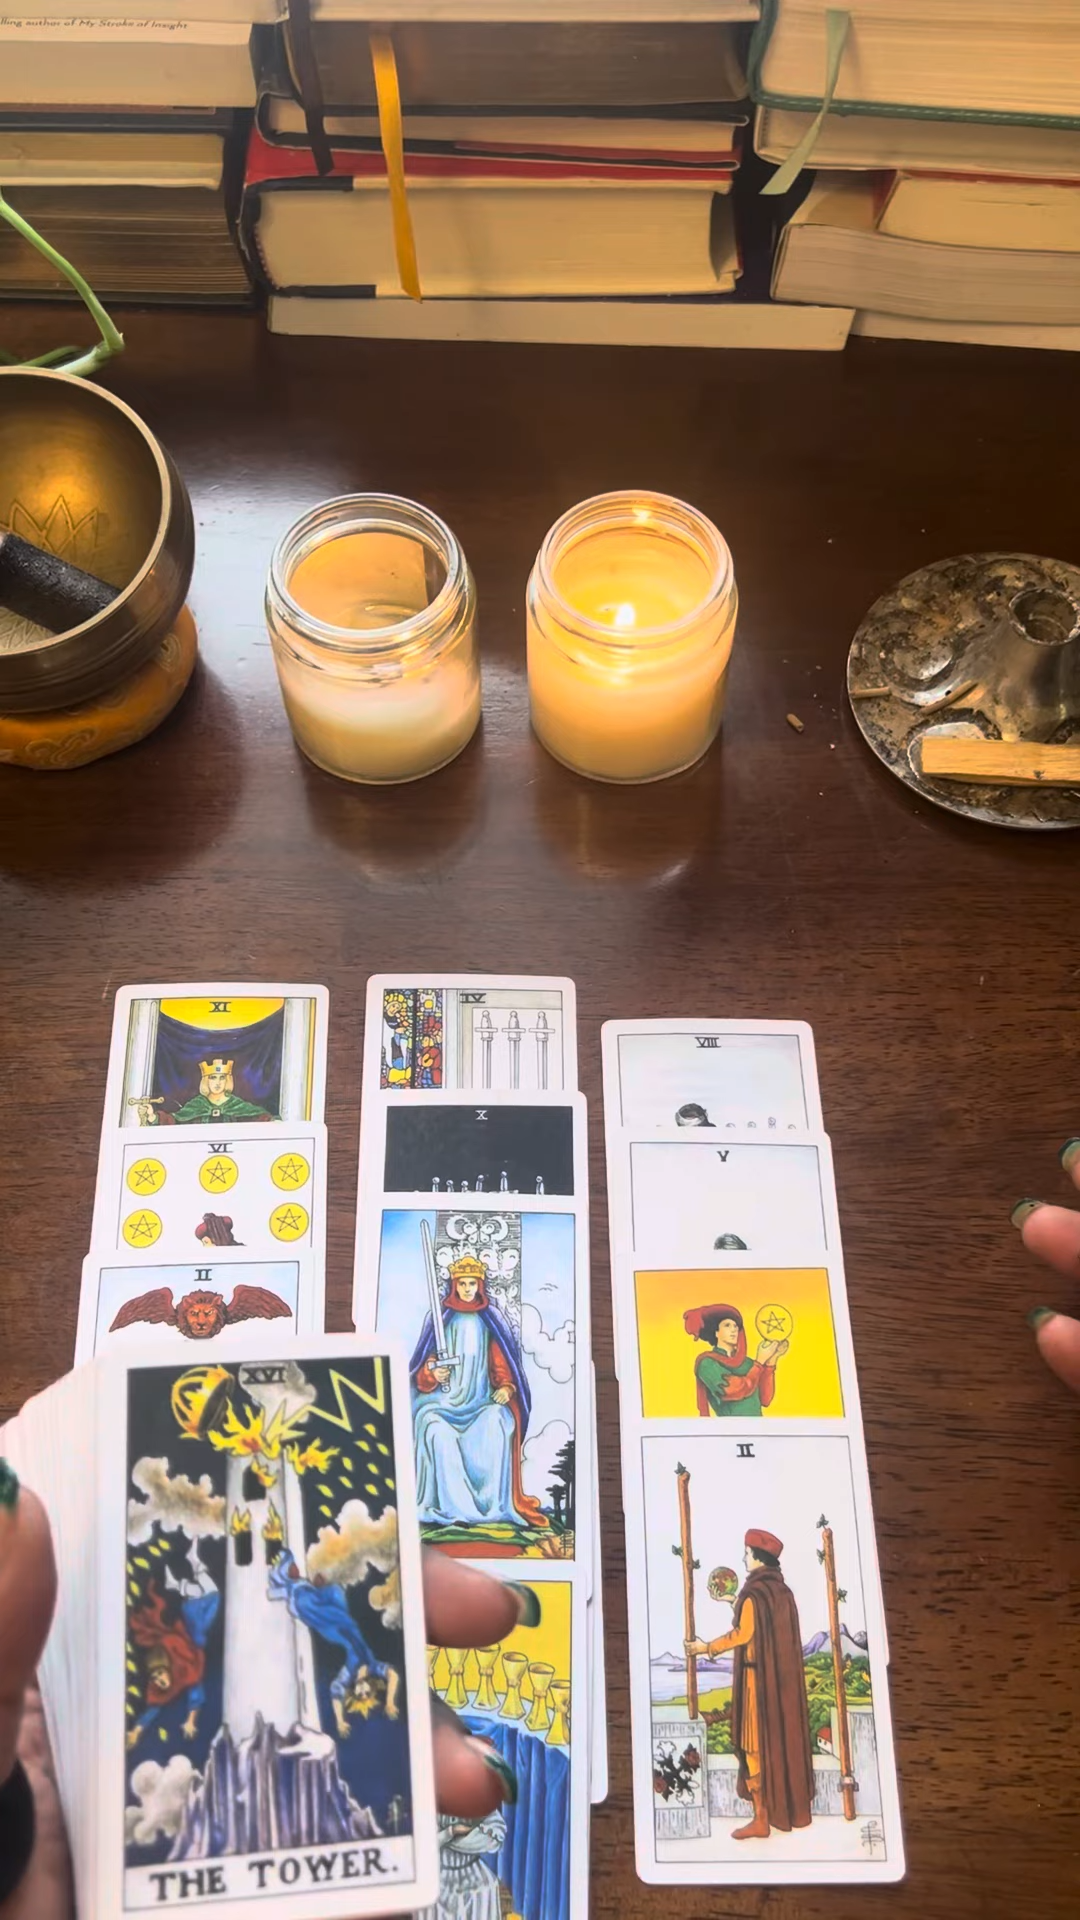 lling author of My Stroke of Insight
XI
IV
VIII
X
V
VI
II
XVI
II
THE TOWER.